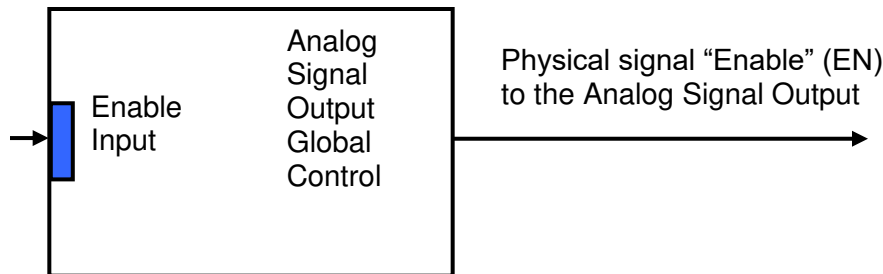 Enable
Input
Analog
Signal
Output
Global
Control
Physical signal “Enable” (EN)
to the Analog Signal Output